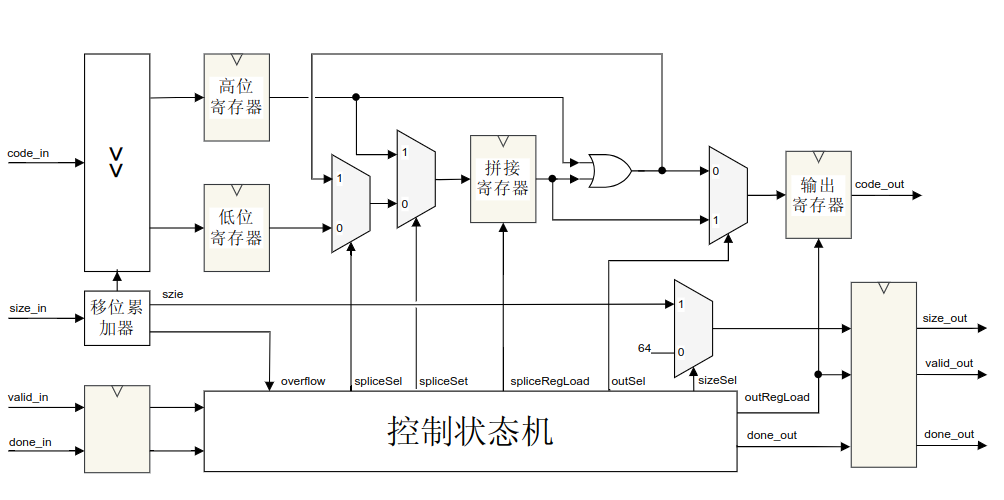 高位
寄存器
code_in
>>
1
1
0
低位
寄存器
0
拼接
寄存器
0
1
输出
寄存器
code_out
size_in
移位累
加器
szie
1
64
0
size_out
valid_out
done_out
overflow
spliceSel
spliceSet
spliceRegLoad
outSel
sizeSel
outRegLoad
done_out
valid_in
done_in
控制状态机